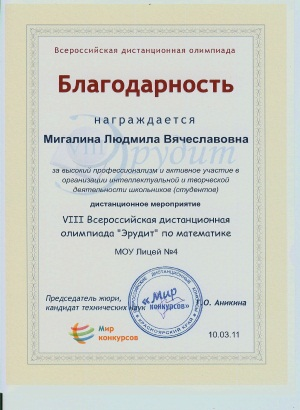 Всероссийская дистанционная олимпиада
Благодарность
награждается
Мигалина Людмила Вячеславовна
Эрудит
за высокий профессионализм и активное участие в
организации интеллектуальной и творческой
деятельности школьников (студентов)
дистанционное мероприятие
VIII Всероссийская дистанционная
олимпиада "Эрудит" по математике
МОУ Лицей №4
Председатель жюри,
кандидат технических наук
.О. Аникина
«Мир
конкурсов»
Мир
конкурсов
10.03.11